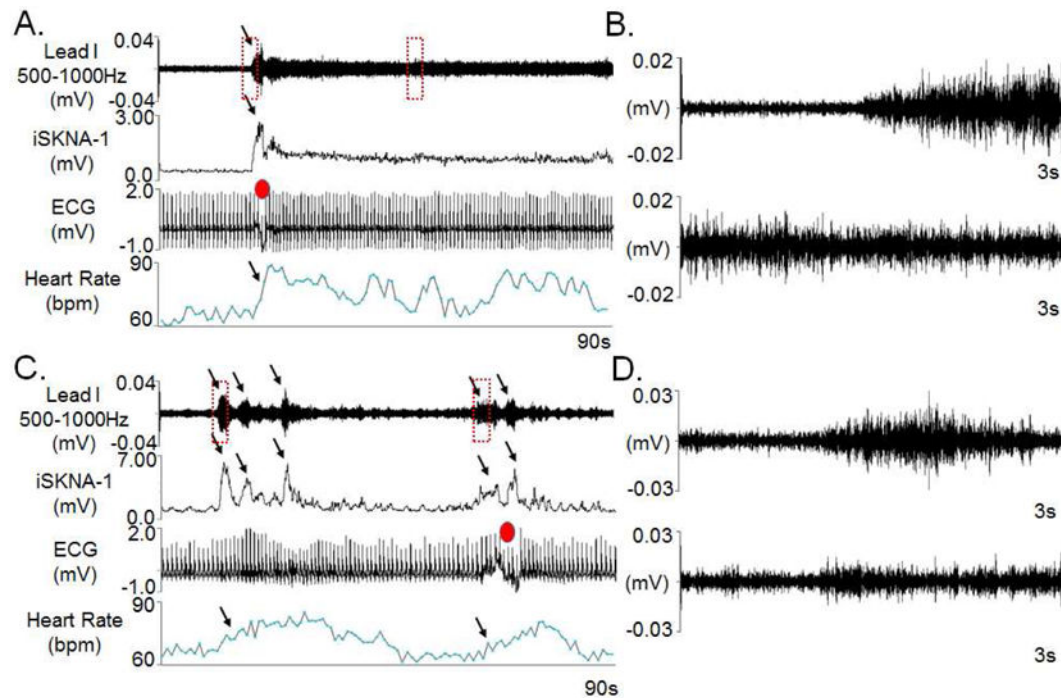 A.
Lead I
500-1000Hz
(mV)
0.04
-0.04
iSKNA-1
(mV)
3.00
0.0
ECG
(mV)
2.0
-1.0
Heart Rate
(bpm)
90
60
90s
B.
0.02
(mV)
-0.02
3s
0.02
(mV)
-0.02
3s
C.
Lead I
500-1000Hz
(mV)
0.04
-0.04
iSKNA-1
(mV)
7.00
0.0
ECG
(mV)
2.0
-1.0
Heart Rate
(bpm)
90
60
90s
D.
0.03
(mV)
-0.03
3s
0.03
(mV)
-0.03
3s